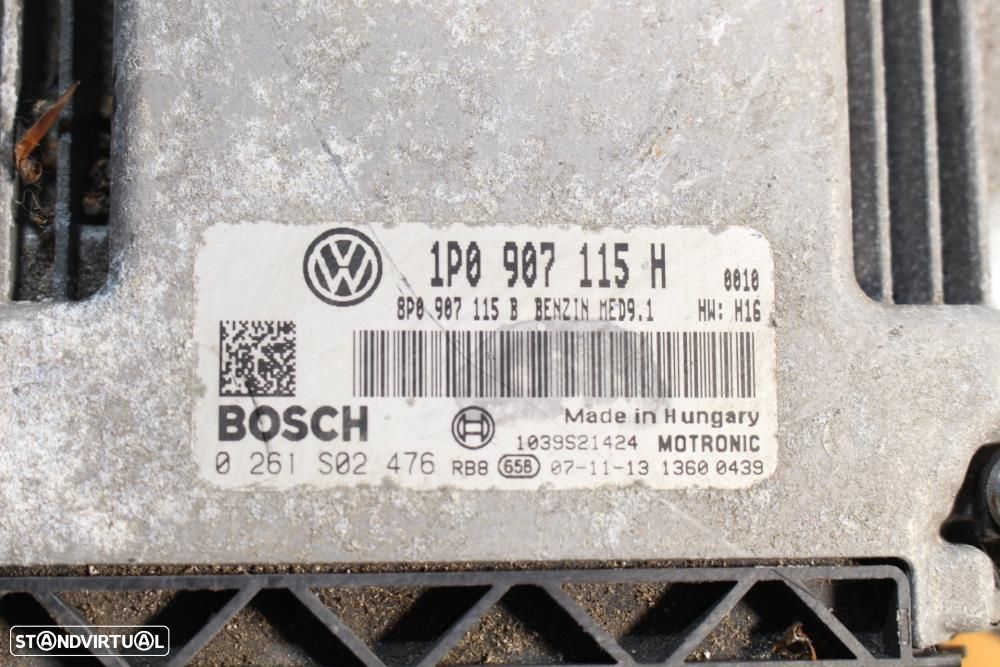 1P0 907 115 H
0010
8P0 907 115 B BENZIN MED9.1 HW: H16
BOSCH
Made in Hungary
1039S21424 MOTRONIC
0 261 S02 476 RB8 658 07-11-13 1360 0439
STANDVIRTUAL